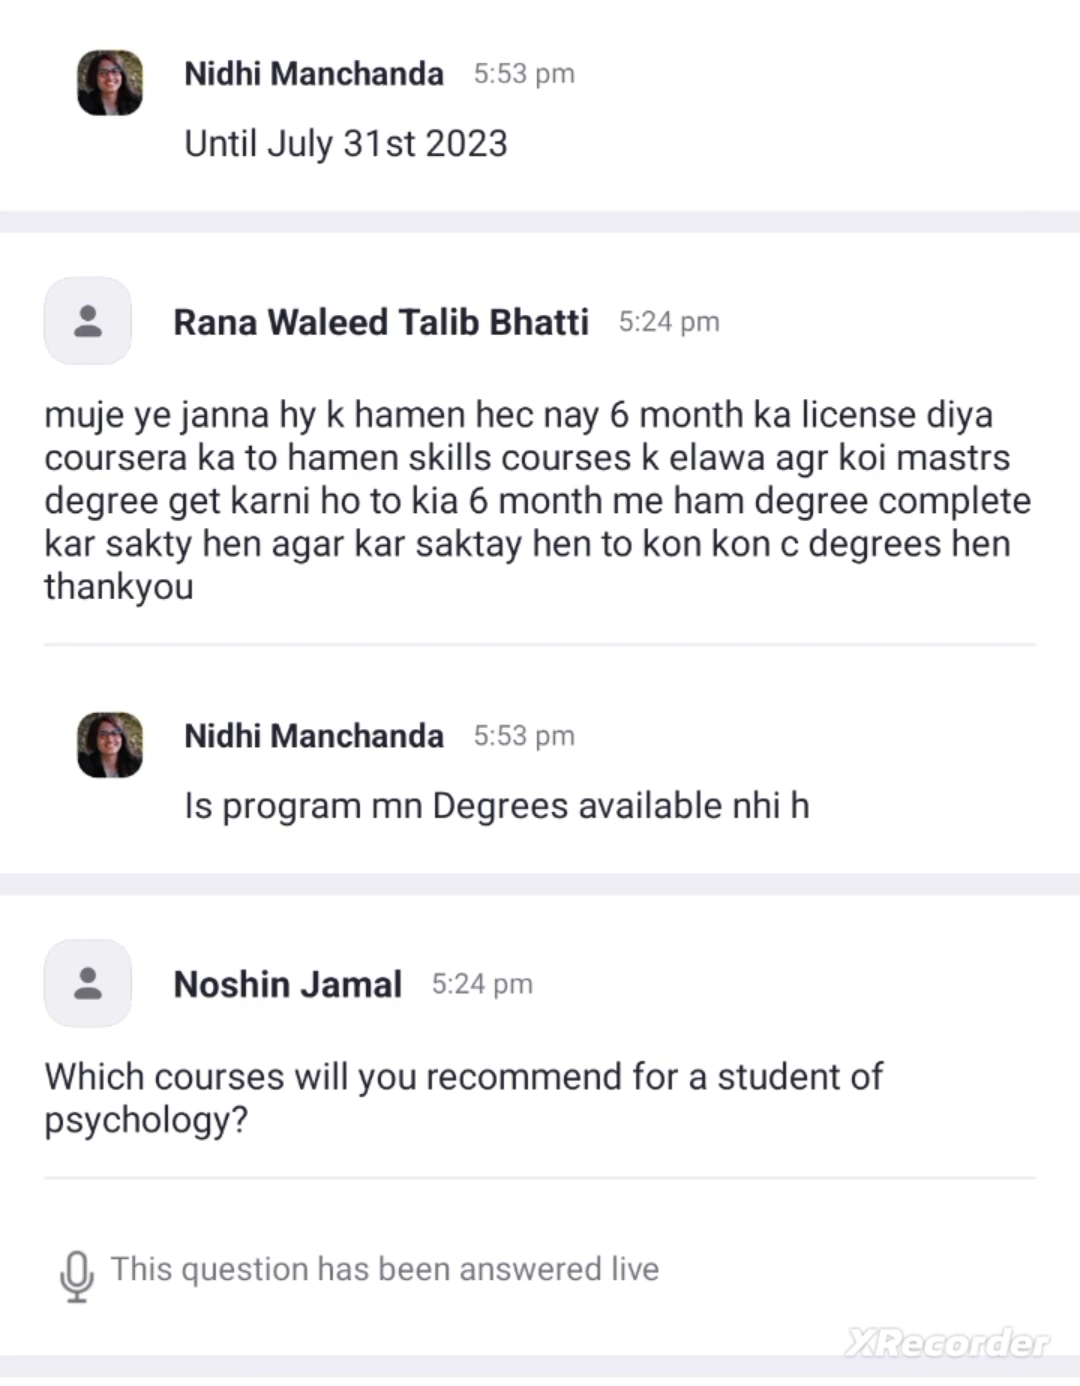 Nidhi Manchanda 5:53 pm
Until July 31st 2023
Rana Waleed Talib Bhatti 5:24 pm
muje ye janna hy k hamen hec nay 6 month ka license diya
coursera ka to hamen skills courses k elawa agr koi mastrs
degree get karni ho to kia 6 month me ham degree complete
kar sakty hen agar kar saktay hen to kon kon c degrees hen
thankyou
Nidhi Manchanda 5:53 pm
Is program mn Degrees available nhi h
Noshin Jamal 5:24 pm
Which courses will you recommend for a student of
psychology?
This question has been answered live
XRecorder